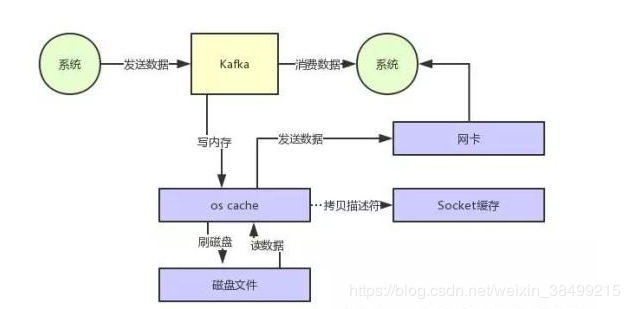 系统
发送数据
Kafka
消费数据
系统
写内存
发送数据
网卡
os cache
拷贝描述符
Socket缓存
刷磁盘
读数据
磁盘文件
https://blog.csdn.net/weixin_38499215